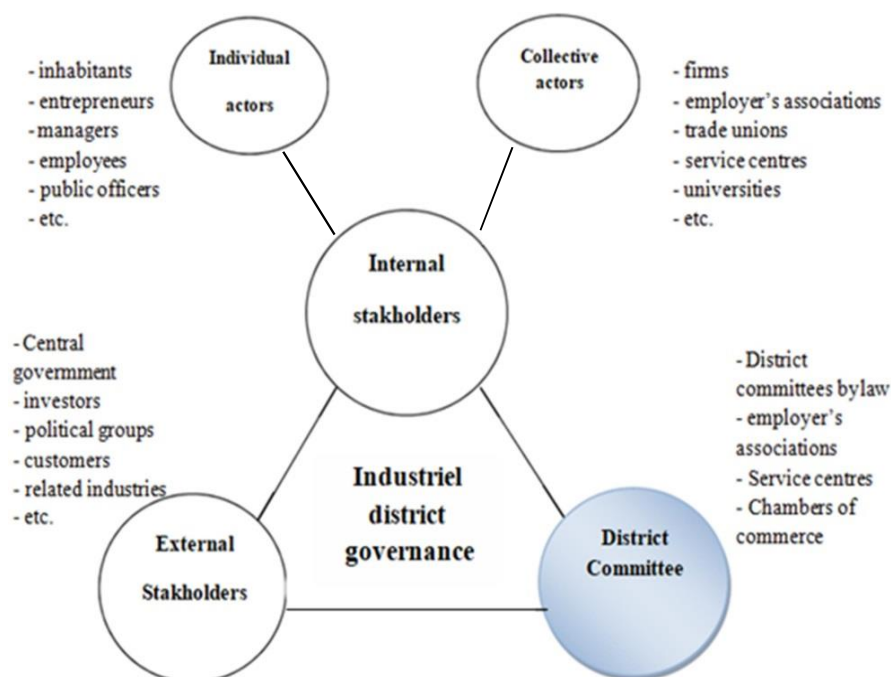 Individual
actors
Collective
actors
- inhabitants
- entrepreneurs
-managers
- employees
- public officers
- etc.
- firms
- employer's associations
- trade unions
- service centres
- universities
- etc.
Internal
stakholders
- Central
government
- investors
- political groups
- customers
- related industries
- etc.
- District
committees bylaw
- employer's
associations
- Service centres
- Chambers of
commerce
Industriel
district
governance
External
Stakholders
District
Committee